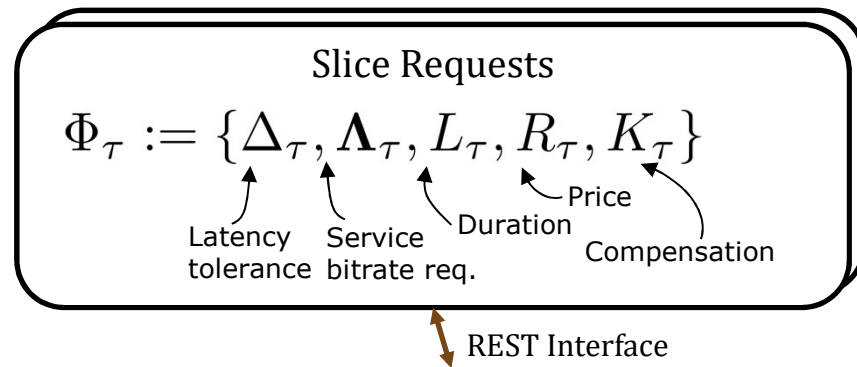 Slice Requests
Φ_τ := {Δ_τ, Λ_τ, L_τ, R_τ, K_τ}
Price
Latency tolerance
Service bitrate req.
Duration
Compensation
REST Interface